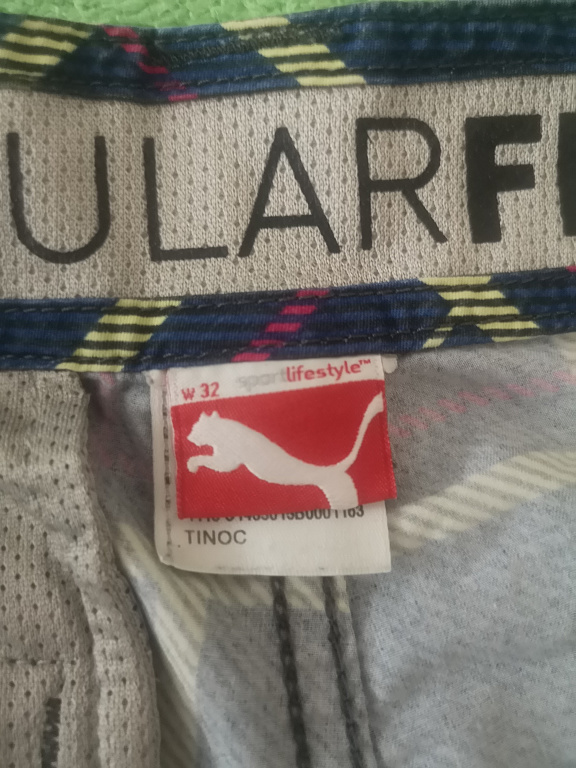 ULARF
sportlifestyle™
W 32
TINOC